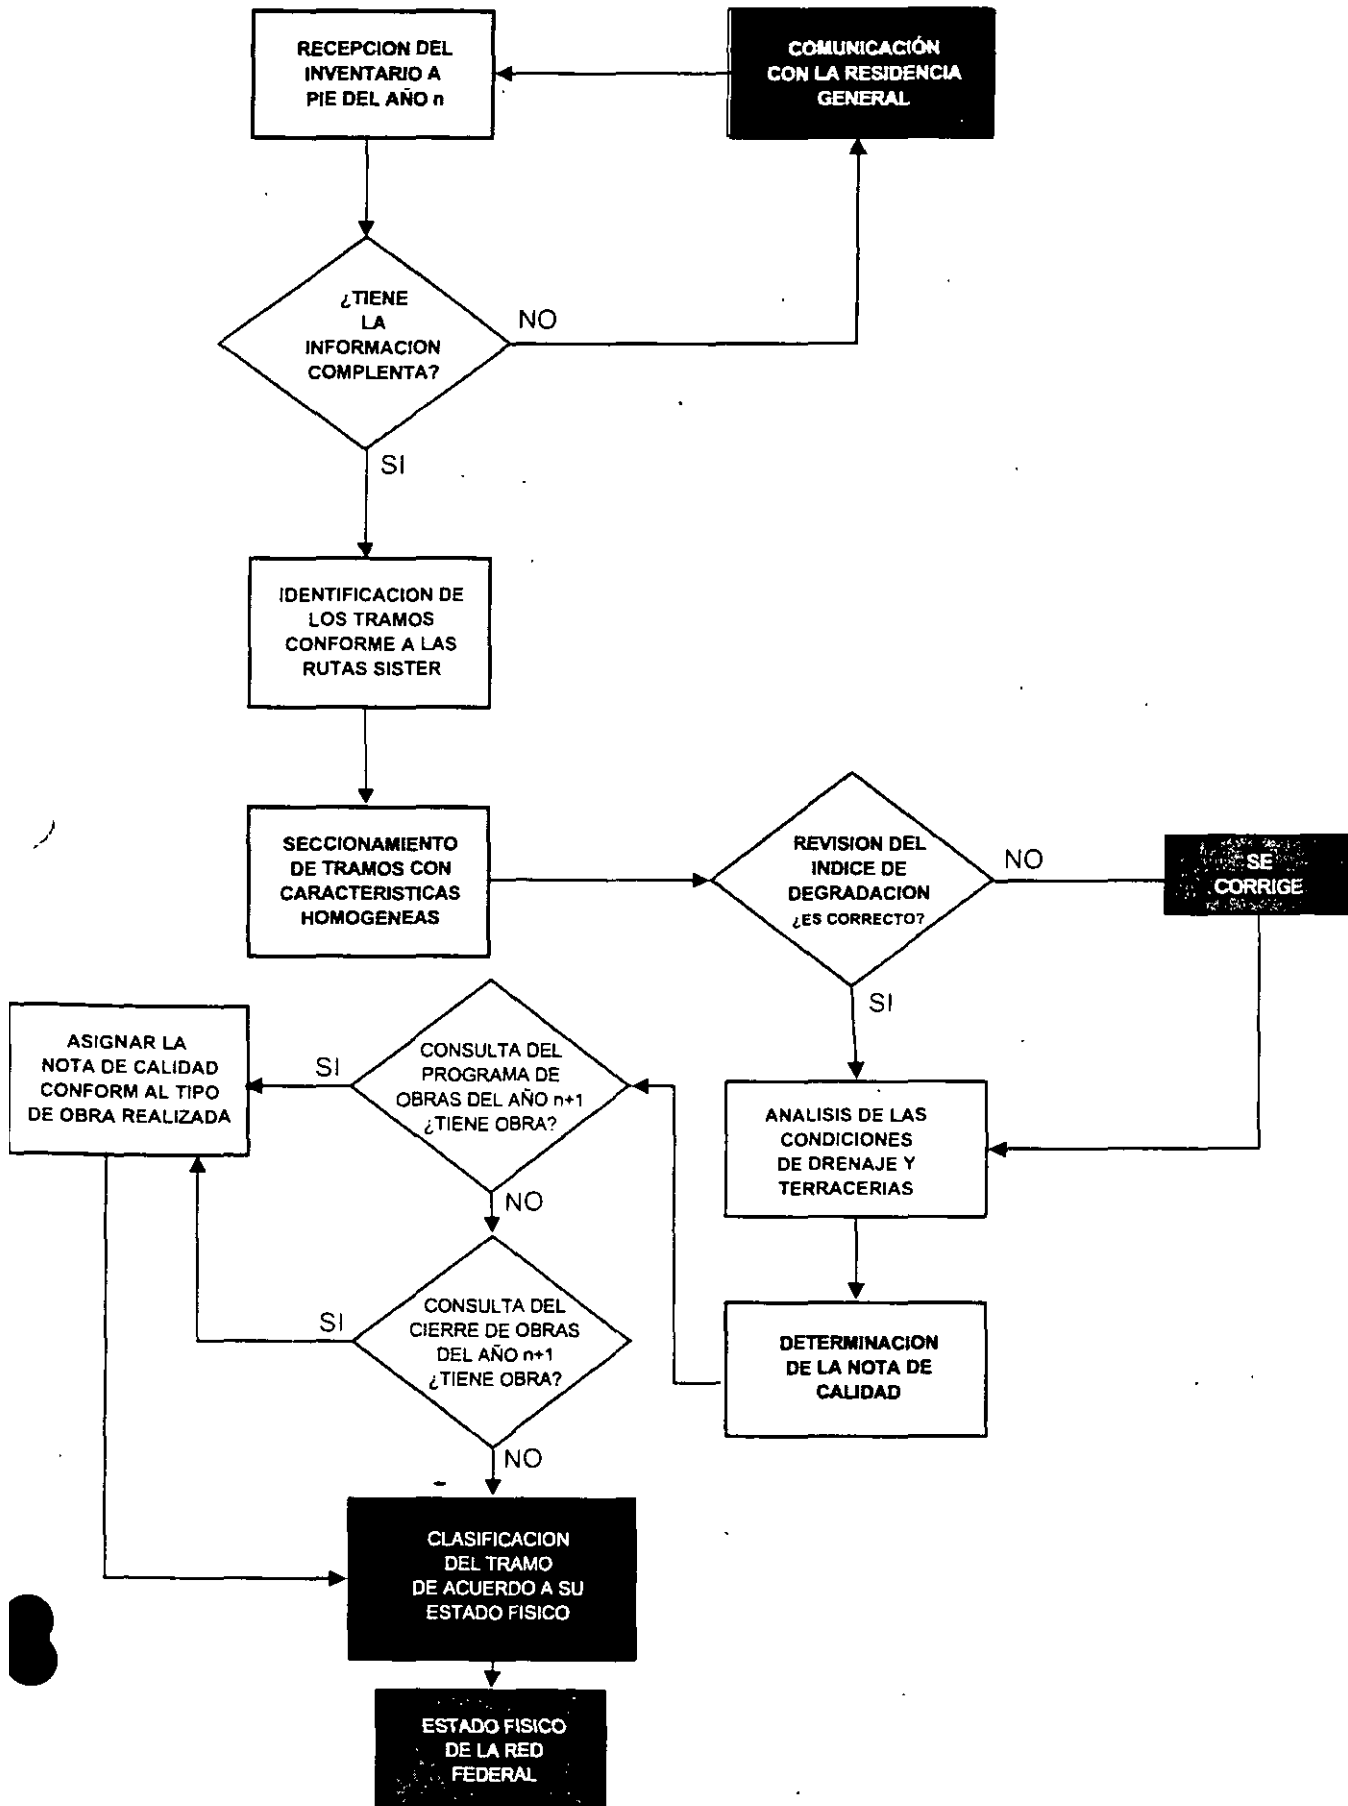 RECEPCION DEL
INVENTARIO A
PIE DEL AÑO n
COMUNICACIÓN
CON LA RESIDENCIA
GENERAL
¿TIENE
LA
INFORMACION
COMPLENTA?
NO
SI
IDENTIFICACION DE
LOS TRAMOS
CONFORME A LAS
RUTAS SISTER
SECCIONAMIENTO
DE TRAMOS CON
CARACTERISTICAS
HOMOGENEAS
REVISION DEL
INDICE DE
DEGRADACION
¿ES CORRECTO?
NO
SE
CORRIGE
SI
ANALISIS DE LAS
CONDICIONES
DE DRENAJE Y
TERRACERIAS
DETERMINACION
DE LA NOTA DE
CALIDAD
CONSULTA DEL
PROGRAMA DE
OBRAS DEL AÑO n+1
¿TIENE OBRA?
SI
ASIGNAR LA
NOTA DE CALIDAD
CONFORM AL TIPO
DE OBRA REALIZADA
NO
CONSULTA DEL
CIERRE DE OBRAS
DEL AÑO n+1
¿TIENE OBRA?
SI
NO
CLASIFICACION
DEL TRAMO
DE ACUERDO A SU
ESTADO FISICO
ESTADO FISICO
DE LA RED
FEDERAL